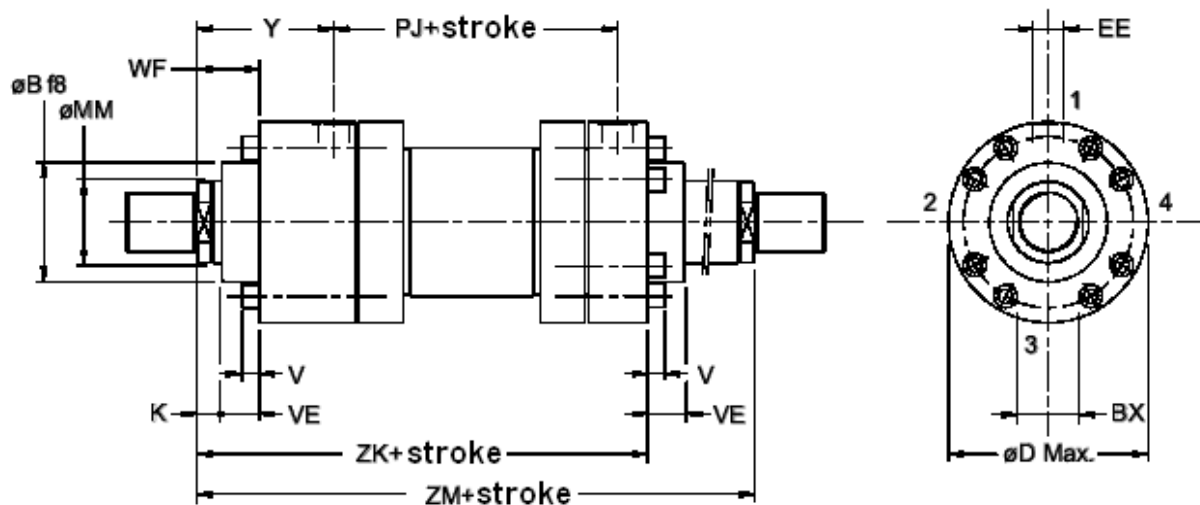 Y
PJ+stroke
EE
WF
øB f8
øMM
1
2
4
3
V
V
K
VE
VE
BX
ZK+stroke
øD Max.
ZM+stroke